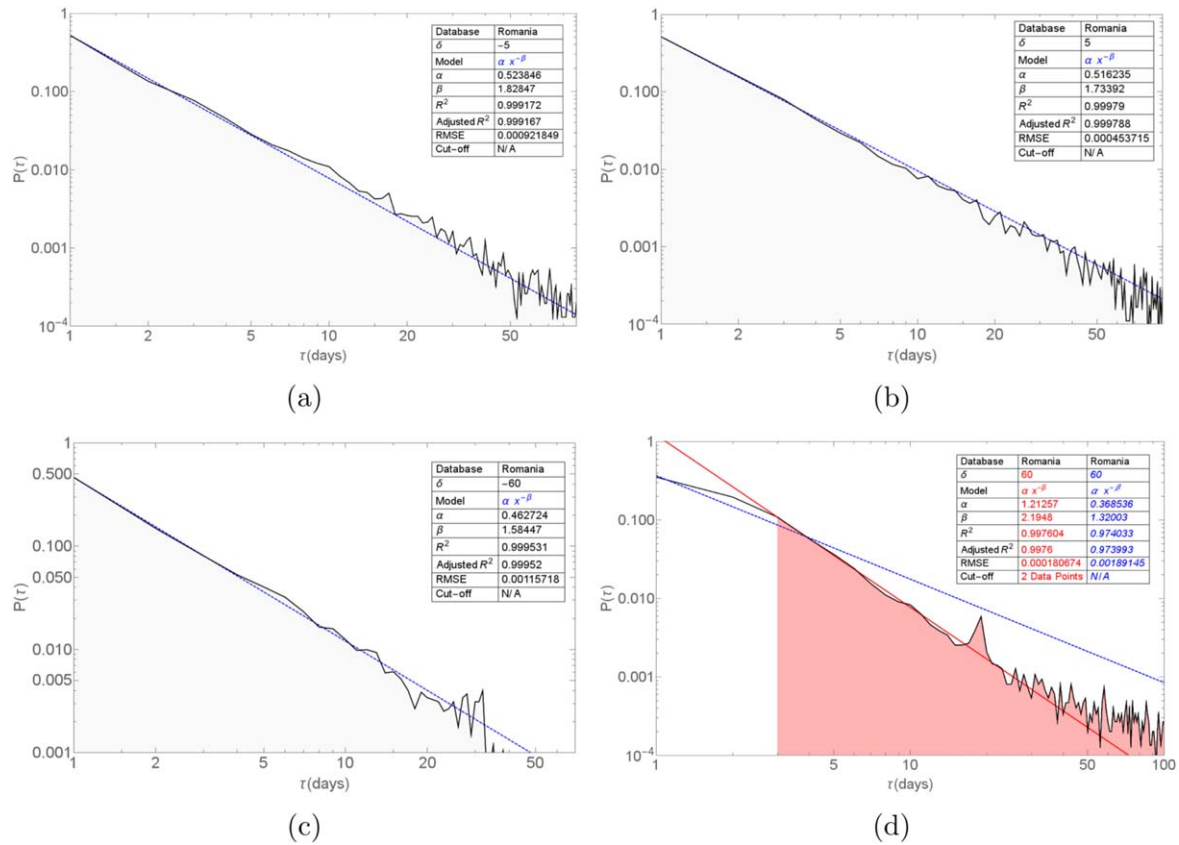 1
0.100
0.010
0.001
10⁻⁴
P(τ)
1 2 5 10 20 50
τ(days)
Database Romania
δ −5
Model α x^−β
α 0.523846
β 1.82847
R² 0.999172
Adjusted R² 0.999167
RMSE 0.000921849
Cut-off N/A
(a)
1
0.100
0.010
0.001
10⁻⁴
P(τ)
1 2 5 10 20 50
τ(days)
Database Romania
δ 5
Model α x^−β
α 0.516235
β 1.73392
R² 0.99979
Adjusted R² 0.999788
RMSE 0.000453715
Cut-off N/A
(b)
1
0.500
0.100
0.050
0.010
0.005
0.001
P(τ)
1 2 5 10 20 50
τ(days)
Database Romania
δ −60
Model α x^−β
α 0.462724
β 1.58447
R² 0.999531
Adjusted R² 0.99952
RMSE 0.00115718
Cut-off N/A
(c)
1
0.100
0.010
0.001
10⁻⁴
P(τ)
1 5 10 50 100
τ(days)
Database Romania Romania
δ 60 60
Model α x^−β α x^−β
α 1.21257 0.368536
β 2.1948 1.32003
R² 0.997604 0.974033
Adjusted R² 0.9976 0.973993
RMSE 0.000180674 0.00189145
Cut-off 2 Data Points N/A
(d)